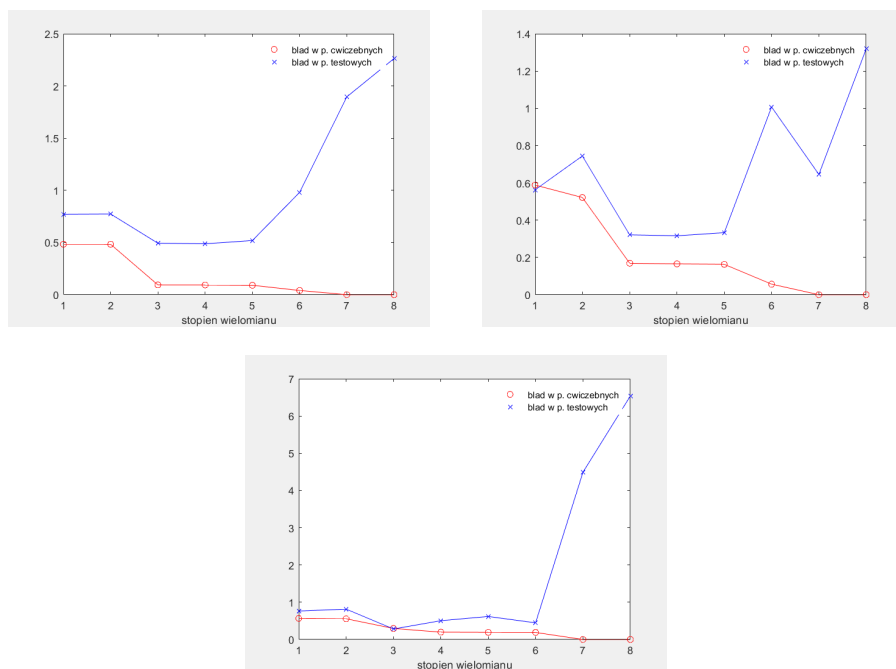 2.5
2
1.5
1
0.5
0
1 2 3 4 5 6 7 8
stopien wielomianu
blad w p. cwiczebnych
blad w p. testowych
1.4
1.2
1
0.8
0.6
0.4
0.2
0
1 2 3 4 5 6 7 8
stopien wielomianu
blad w p. cwiczebnych
blad w p. testowych
7
6
5
4
3
2
1
0
1 2 3 4 5 6 7 8
stopien wielomianu
blad w p. cwiczebnych
blad w p. testowych